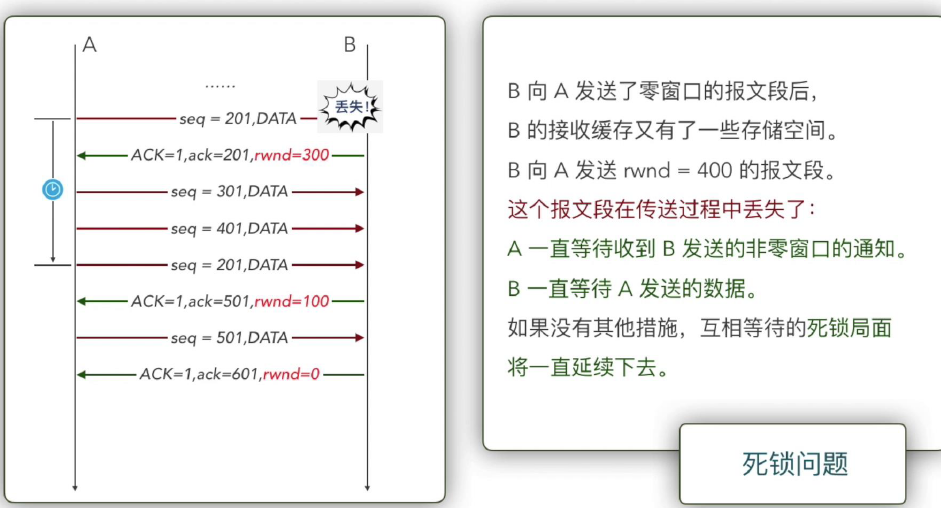 A
B
……
seq = 201,DATA
丢失!
ACK=1,ack=201,rwnd=300
seq = 301,DATA
seq = 401,DATA
seq = 201,DATA
ACK=1,ack=501,rwnd=100
seq = 501,DATA
ACK=1,ack=601,rwnd=0
B 向 A 发送了零窗口的报文段后，
B 的接收缓存又有了一些存储空间。
B 向 A 发送 rwnd = 400 的报文段。
这个报文段在传送过程中丢失了：
A 一直等待收到 B 发送的非零窗口的通知。
B 一直等待 A 发送的数据。
如果没有其他措施，互相等待的死锁局面
将一直延续下去。
死锁问题